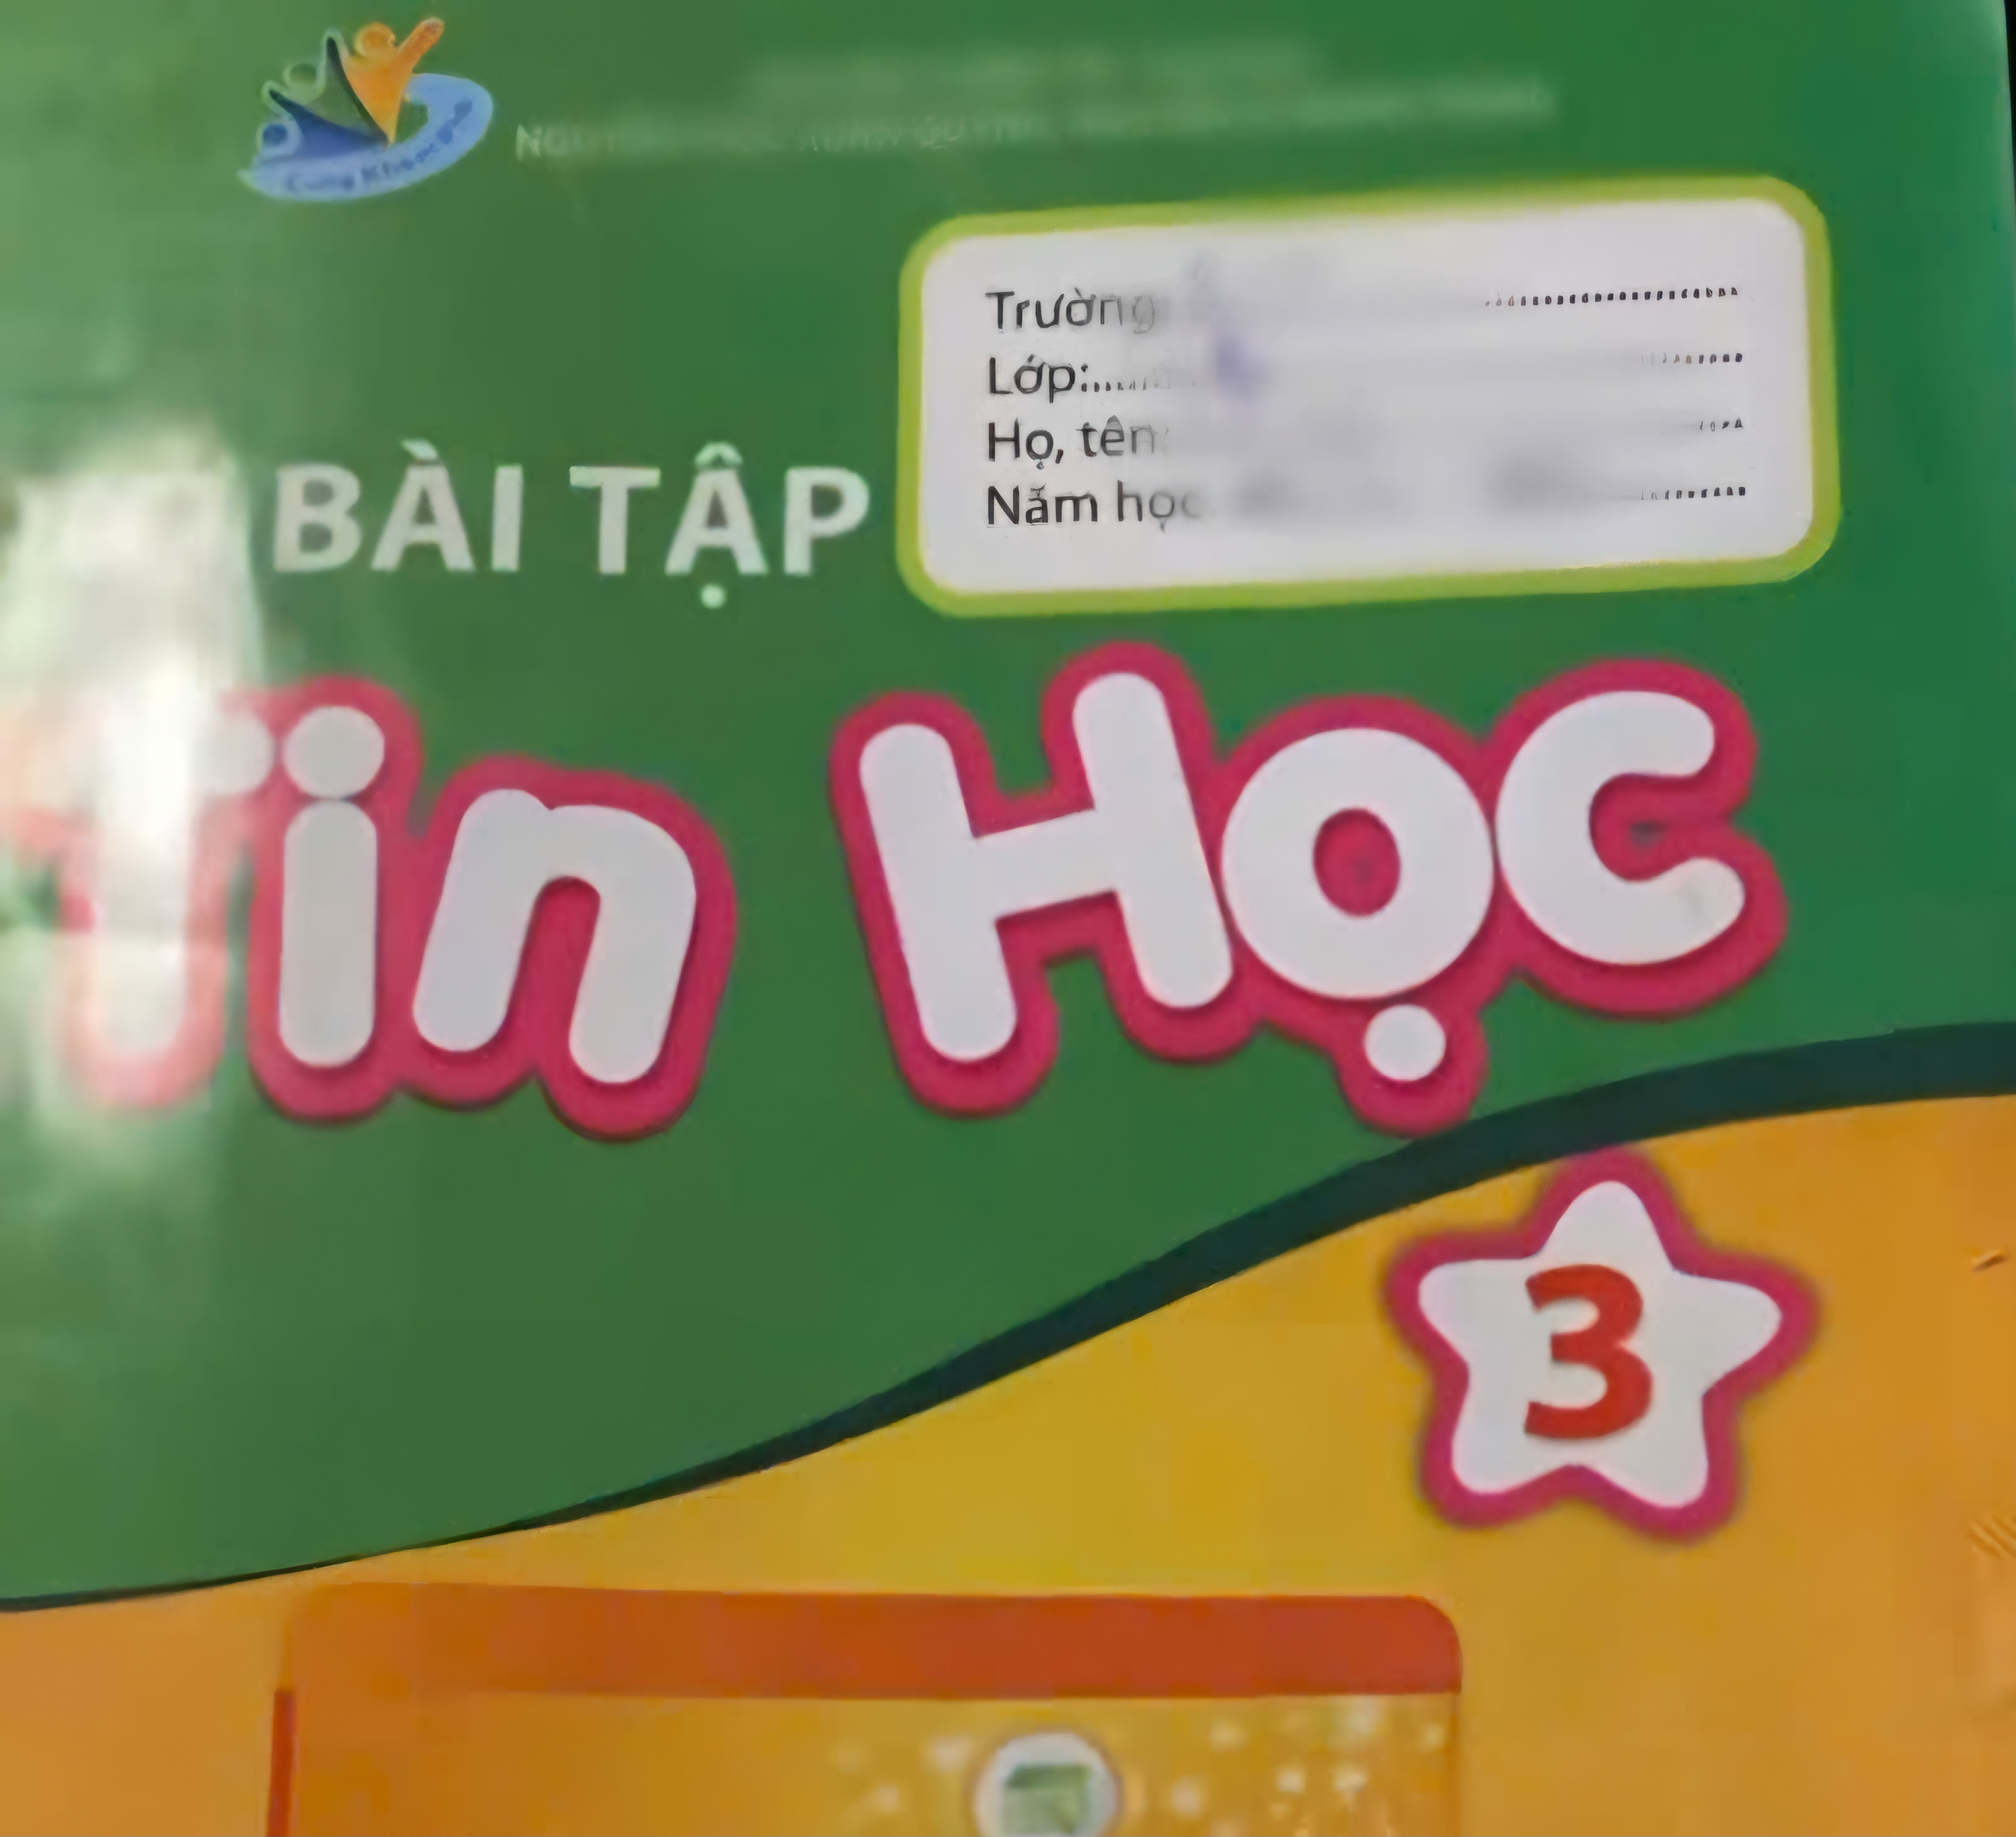 Trường
Lớp:
Họ, tên
Năm học
BÀI TẬP
Tin Học
3